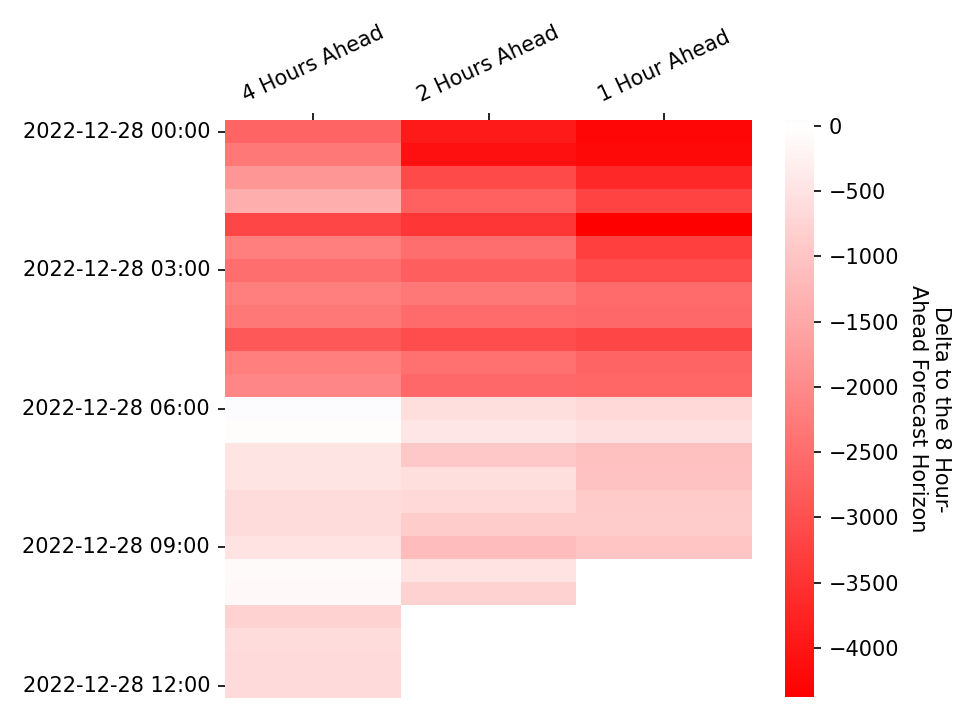 4 Hours Ahead
2 Hours Ahead
1 Hour Ahead
2022-12-28 00:00
2022-12-28 03:00
2022-12-28 06:00
2022-12-28 09:00
2022-12-28 12:00
0
−500
−1000
−1500
−2000
−2500
−3000
−3500
−4000
Delta to the 8 Hour-
Ahead Forecast Horizon